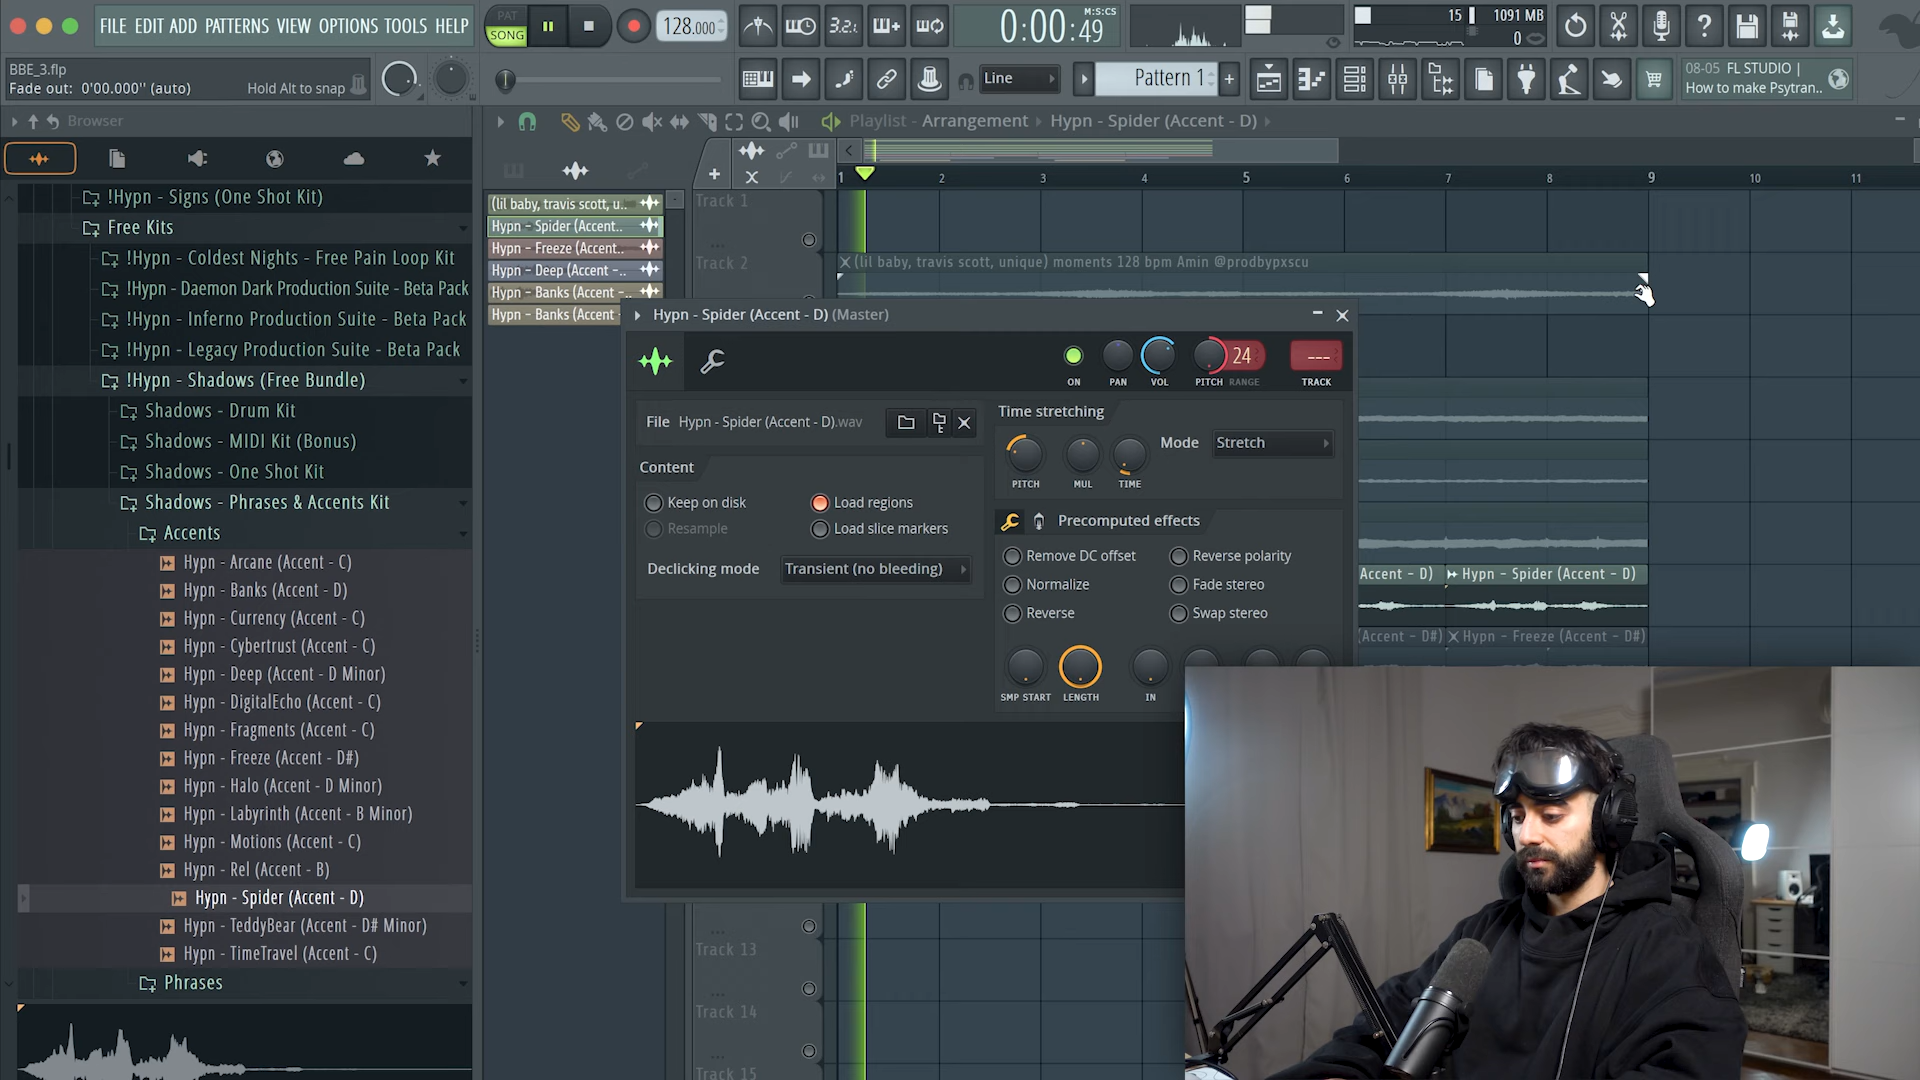 FILE EDIT ADD PATTERNS VIEW OPTIONS TOOLS HELP
PAT
SONG
128.000
3.2.
0:00:49
M:S:CS
15
1091 MB
0
BBE_3.flp
Fade out: 0'00.000'' (auto)
Hold Alt to snap
Line
Pattern 1
08-05 FL STUDIO |
How to make Psytran..
Browser
Playlist - Arrangement
Hypn - Spider (Accent - D)
1 2 3 4 5 6 7 8 9 10 11
!Hypn - Signs (One Shot Kit)
Free Kits
!Hypn - Coldest Nights - Free Pain Loop Kit
!Hypn - Daemon Dark Production Suite - Beta Pack
!Hypn - Inferno Production Suite - Beta Pack
!Hypn - Legacy Production Suite - Beta Pack
!Hypn - Shadows (Free Bundle)
Shadows - Drum Kit
Shadows - MIDI Kit (Bonus)
Shadows - One Shot Kit
Shadows - Phrases & Accents Kit
Accents
Hypn - Arcane (Accent - C)
Hypn - Banks (Accent - D)
Hypn - Currency (Accent - C)
Hypn - Cybertrust (Accent - C)
Hypn - Deep (Accent - D Minor)
Hypn - DigitalEcho (Accent - C)
Hypn - Fragments (Accent - C)
Hypn - Freeze (Accent - D#)
Hypn - Halo (Accent - D Minor)
Hypn - Labyrinth (Accent - B Minor)
Hypn - Motions (Accent - C)
Hypn - Rel (Accent - B)
Hypn - Spider (Accent - D)
Hypn - TeddyBear (Accent - D# Minor)
Hypn - TimeTravel (Accent - C)
Phrases
(lil baby, travis scott, u..
Hypn - Spider (Accent..
Hypn - Freeze (Accent..
Hypn - Deep (Accent -..
Hypn - Banks (Accent -..
Hypn - Banks (Accent
Track 1
Track 2
(lil baby, travis scott, unique) moments 128 bpm Amin @prodbypxscu
Hypn - Spider (Accent - D) (Master)
24
---
ON
PAN
VOL
PITCH
RANGE
TRACK
File
Hypn - Spider (Accent - D).wav
Content
Keep on disk
Load regions
Resample
Load slice markers
Declicking mode
Transient (no bleeding)
Time stretching
Mode
Stretch
PITCH
MUL
TIME
Precomputed effects
Remove DC offset
Reverse polarity
Normalize
Fade stereo
Reverse
Swap stereo
SMP START
LENGTH
IN
Accent - D)
Hypn - Spider (Accent - D)
(Accent - D#)
Hypn - Freeze (Accent - D#)
Track 13
Track 14
Track 15